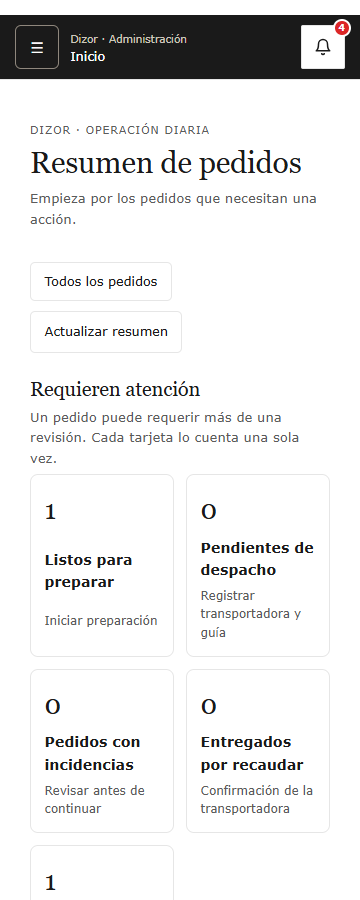 Dizor · Administración
Inicio
4
DIZOR · OPERACIÓN DIARIA
Resumen de pedidos
Empieza por los pedidos que necesitan una
acción.
Todos los pedidos
Actualizar resumen
Requieren atención
Un pedido puede requerir más de una
revisión. Cada tarjeta lo cuenta una sola
vez.
1
Listos para
preparar
Iniciar preparación
0
Pendientes de
despacho
Registrar
transportadora y
guía
0
Pedidos con
incidencias
Revisar antes de
continuar
0
Entregados
por recaudar
Confirmación de la
transportadora
1